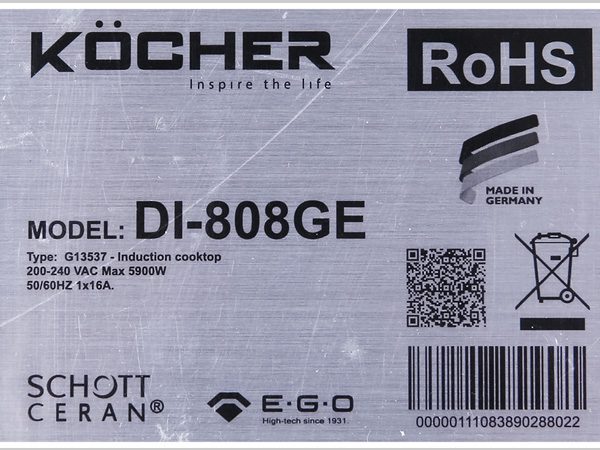 KÖCHER
Inspire the life
RoHS
MADE IN
GERMANY
MODEL: DI-808GE
Type: G13537 - Induction cooktop
200-240 VAC Max 5900W
50/60HZ 1x16A.
SCHOTT
CERAN®
E·G·O
High-tech since 1931.
00000111083890288022